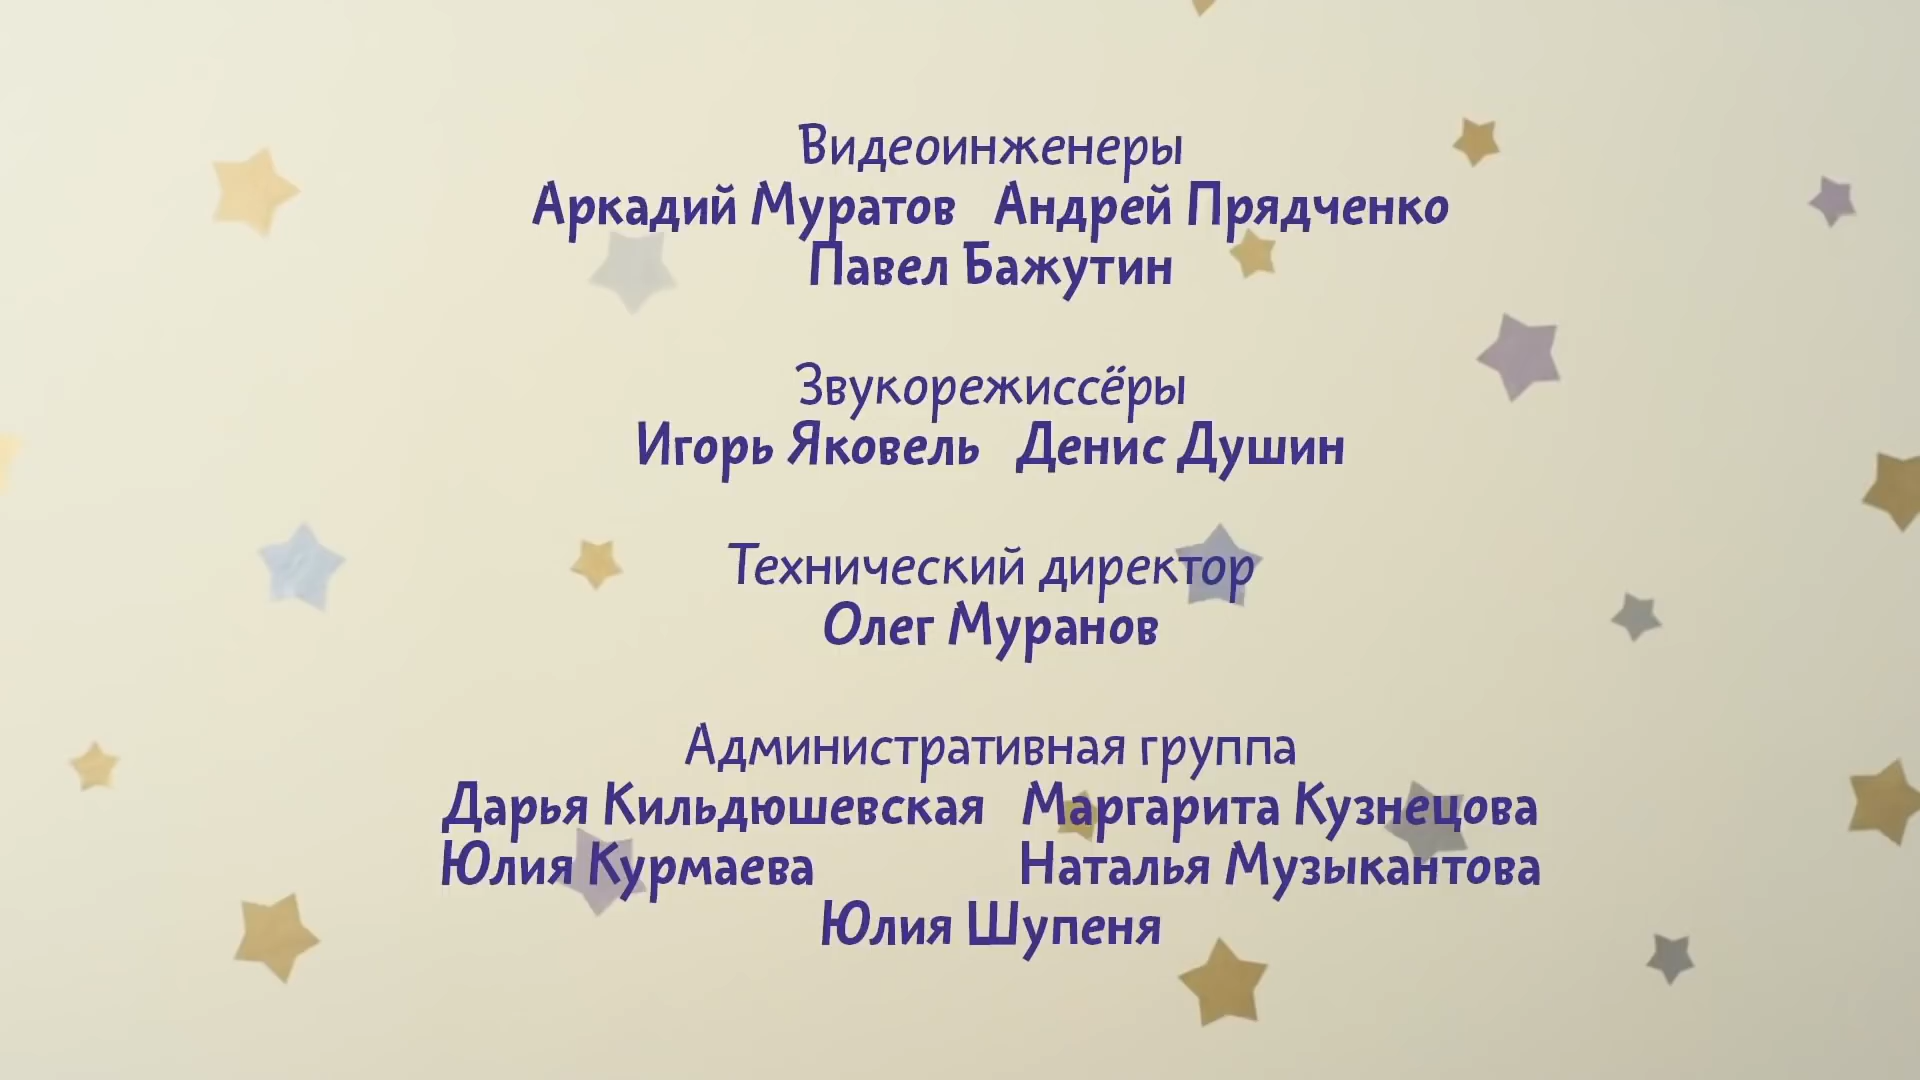 Видеоинженеры
Аркадий Муратов Андрей Прядченко
Павел Бажутин
Звукорежиссёры
Игорь Яковель Денис Душин
Технический директор
Олег Муранов
Административная группа
Дарья Кильдюшевская Маргарита Кузнецова
Юлия Курмаева Наталья Музыкантова
Юлия Шупеня